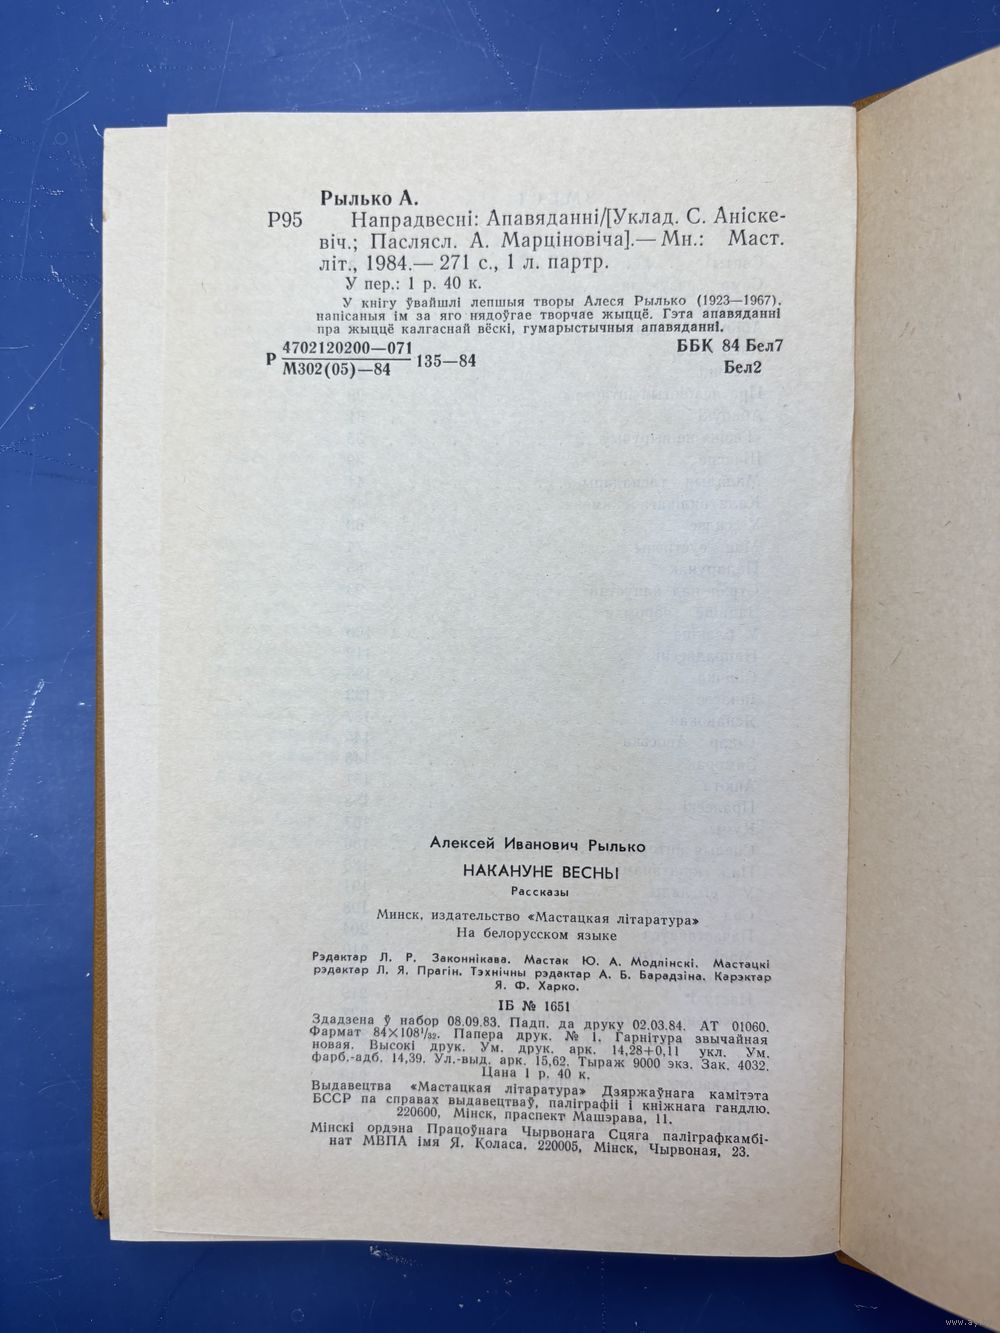 Рылько А.
Р95 Напрадвесні: Апавяданні/[Уклад. С. Аніске-
віч.; Паслясл. А. Марціновіча].— Мн.: Маст.
літ., 1984.— 271 с., 1 л. партр.
У пер.: 1 р. 40 к.
У кнігу ўвайшлі лепшыя творы Алеся Рылько (1923—1967),
напісаныя ім за яго нядоўгае творчае жыццё. Гэта апавяданні
пра жыццё калгаснай вёскі, гумарыстычныя апавяданні.
Р 4702120200—071 / М302(05)—84 135—84
ББК 84 Бел7
Бел2
Алексей Иванович Рылько
НАКАНУНЕ ВЕСНЫ
Рассказы
Минск, издательство «Мастацкая літаратура»
На белорусском языке
Рэдактар Л. Р. Законнікава. Мастак Ю. А. Модлінскі. Мастацкі
рэдактар Л. Я. Прагін. Тэхнічны рэдактар А. Б. Барадзіна. Карэктар
Я. Ф. Харко.
ІБ № 1651
Здадзена ў набор 08.09.83. Падп. да друку 02.03.84. АТ 01060.
Фармат 84×108¹/₃₂. Папера друк. № 1. Гарнітура звычайная
новая. Высокі друк. Ум. друк. арк. 14,28+0,11 укл. Ум.
фарб.-адб. 14,39. Ул.-выд. арк. 15,62. Тыраж 9000 экз. Зак. 4032.
Цана 1 р. 40 к.
Выдавецтва «Мастацкая літаратура» Дзяржаўнага камітэта
БССР па справах выдавецтваў, паліграфіі і кніжнага гандлю.
220600, Мінск, праспект Машэрава, 11.
Мінскі ордэна Працоўнага Чырвонага Сцяга паліграфкамбі-
нат МВПА імя Я. Коласа. 220005, Мінск, Чырвоная, 23.